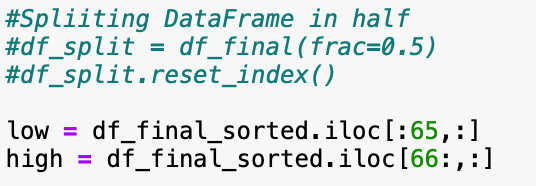 #Spliiting DataFrame in half
#df_split = df_final(frac=0.5)
#df_split.reset_index()
low = df_final_sorted.iloc[:65,:]
high = df_final_sorted.iloc[66:,:]